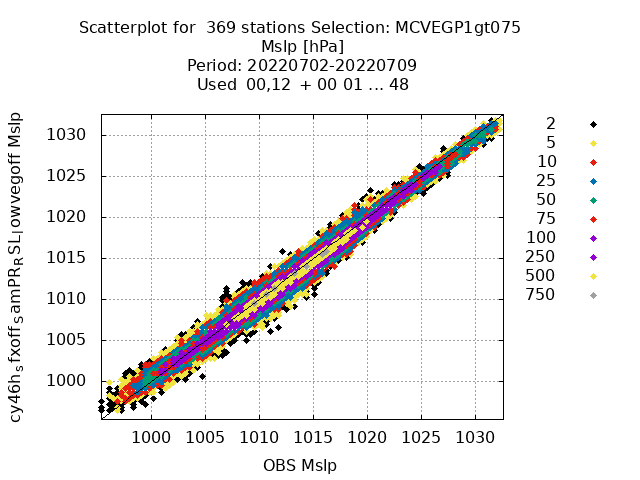 Scatterplot for 369 stations Selection: MCVEGP1gt075
Mslp [hPa]
Period: 20220702-20220709
Used 00,12 + 00 01 ... 48
cy46h_sfxoff_SamPR_RSL_lowvegoff Mslp
1030
1025
1020
1015
1010
1005
1000
1000 1005 1010 1015 1020 1025 1030
OBS Mslp
2
5
10
25
50
75
100
250
500
750